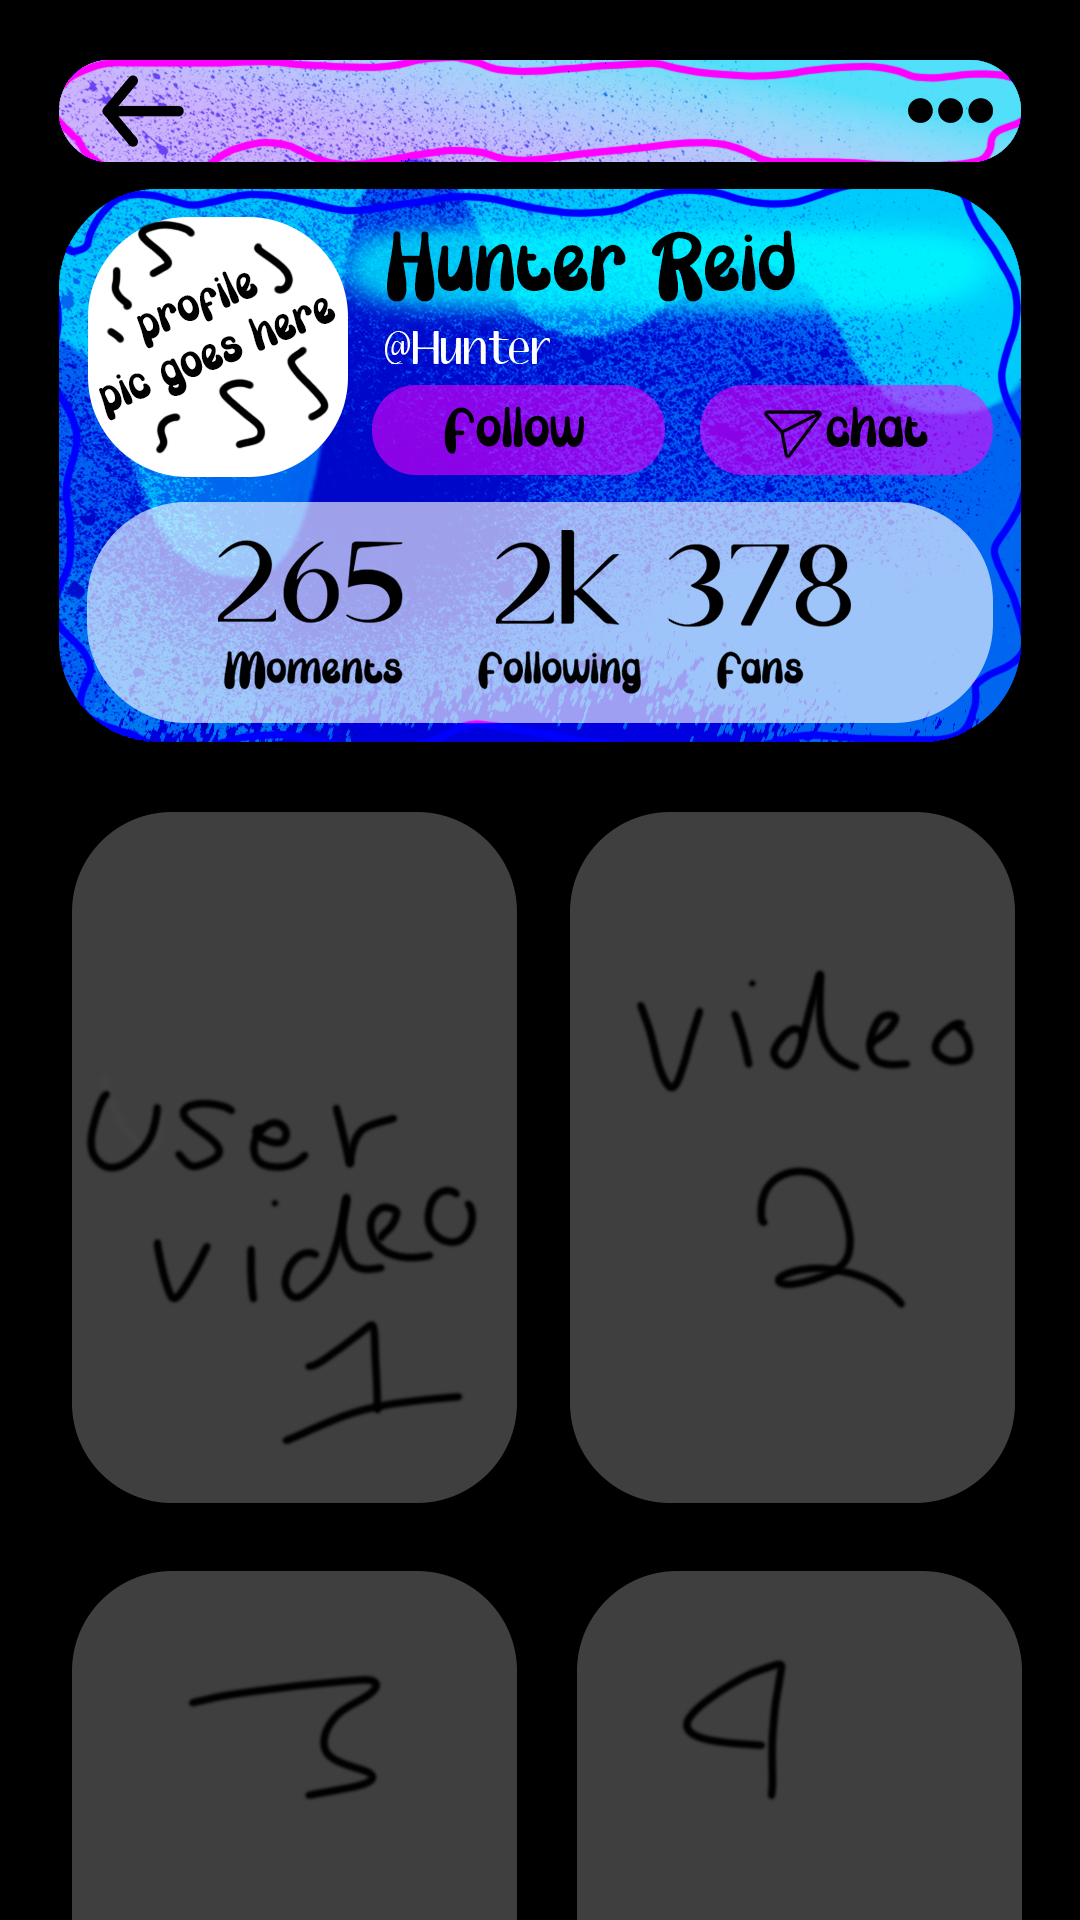 Hunter Reid
profile
pic goes here
@Hunter
Follow
chat
265 2k 378
Moments Following Fans
User
video
1
Video
2
3
4